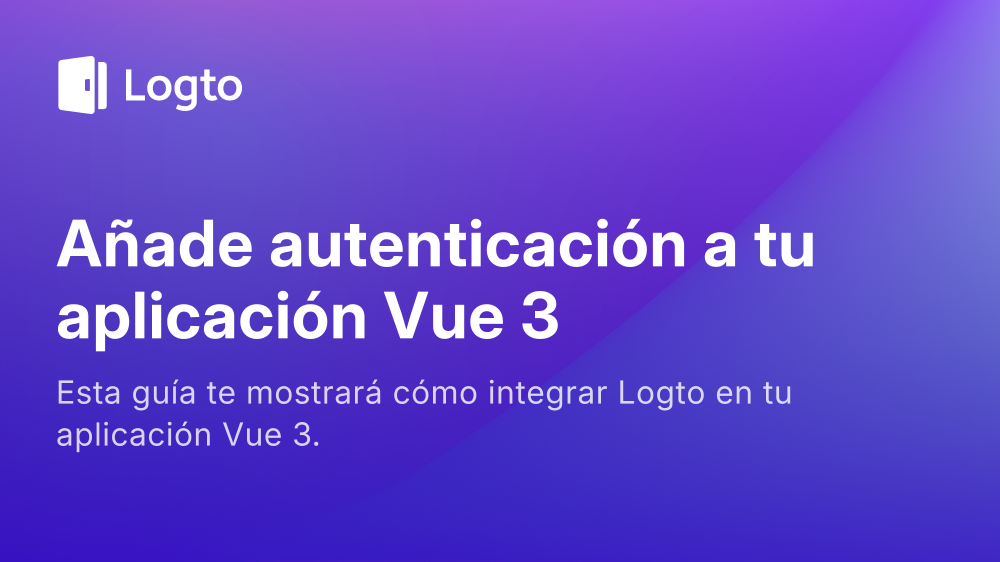 Logto
Añade autenticación a tu
aplicación Vue 3
Esta guía te mostrará cómo integrar Logto en tu
aplicación Vue 3.